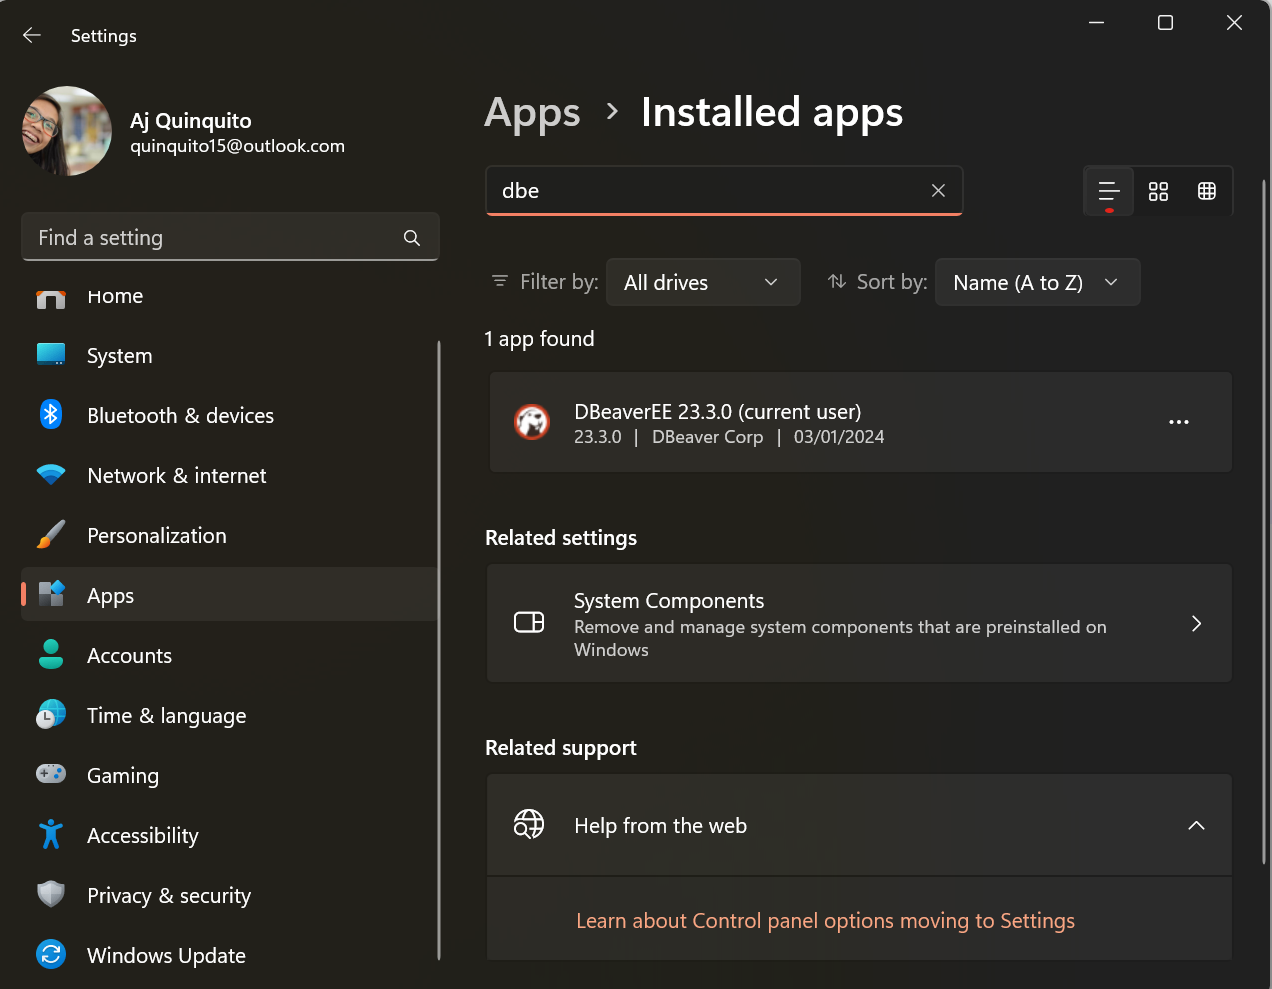 Settings
Aj Quinquito
quinquito15@outlook.com
Find a setting
Home
System
Bluetooth & devices
Network & internet
Personalization
Apps
Accounts
Time & language
Gaming
Accessibility
Privacy & security
Windows Update
Apps > Installed apps
dbe
Filter by: All drives Sort by: Name (A to Z)
1 app found
DBeaverEE 23.3.0 (current user)
23.3.0 | DBeaver Corp | 03/01/2024
Related settings
System Components
Remove and manage system components that are preinstalled on
Windows
Related support
Help from the web
Learn about Control panel options moving to Settings